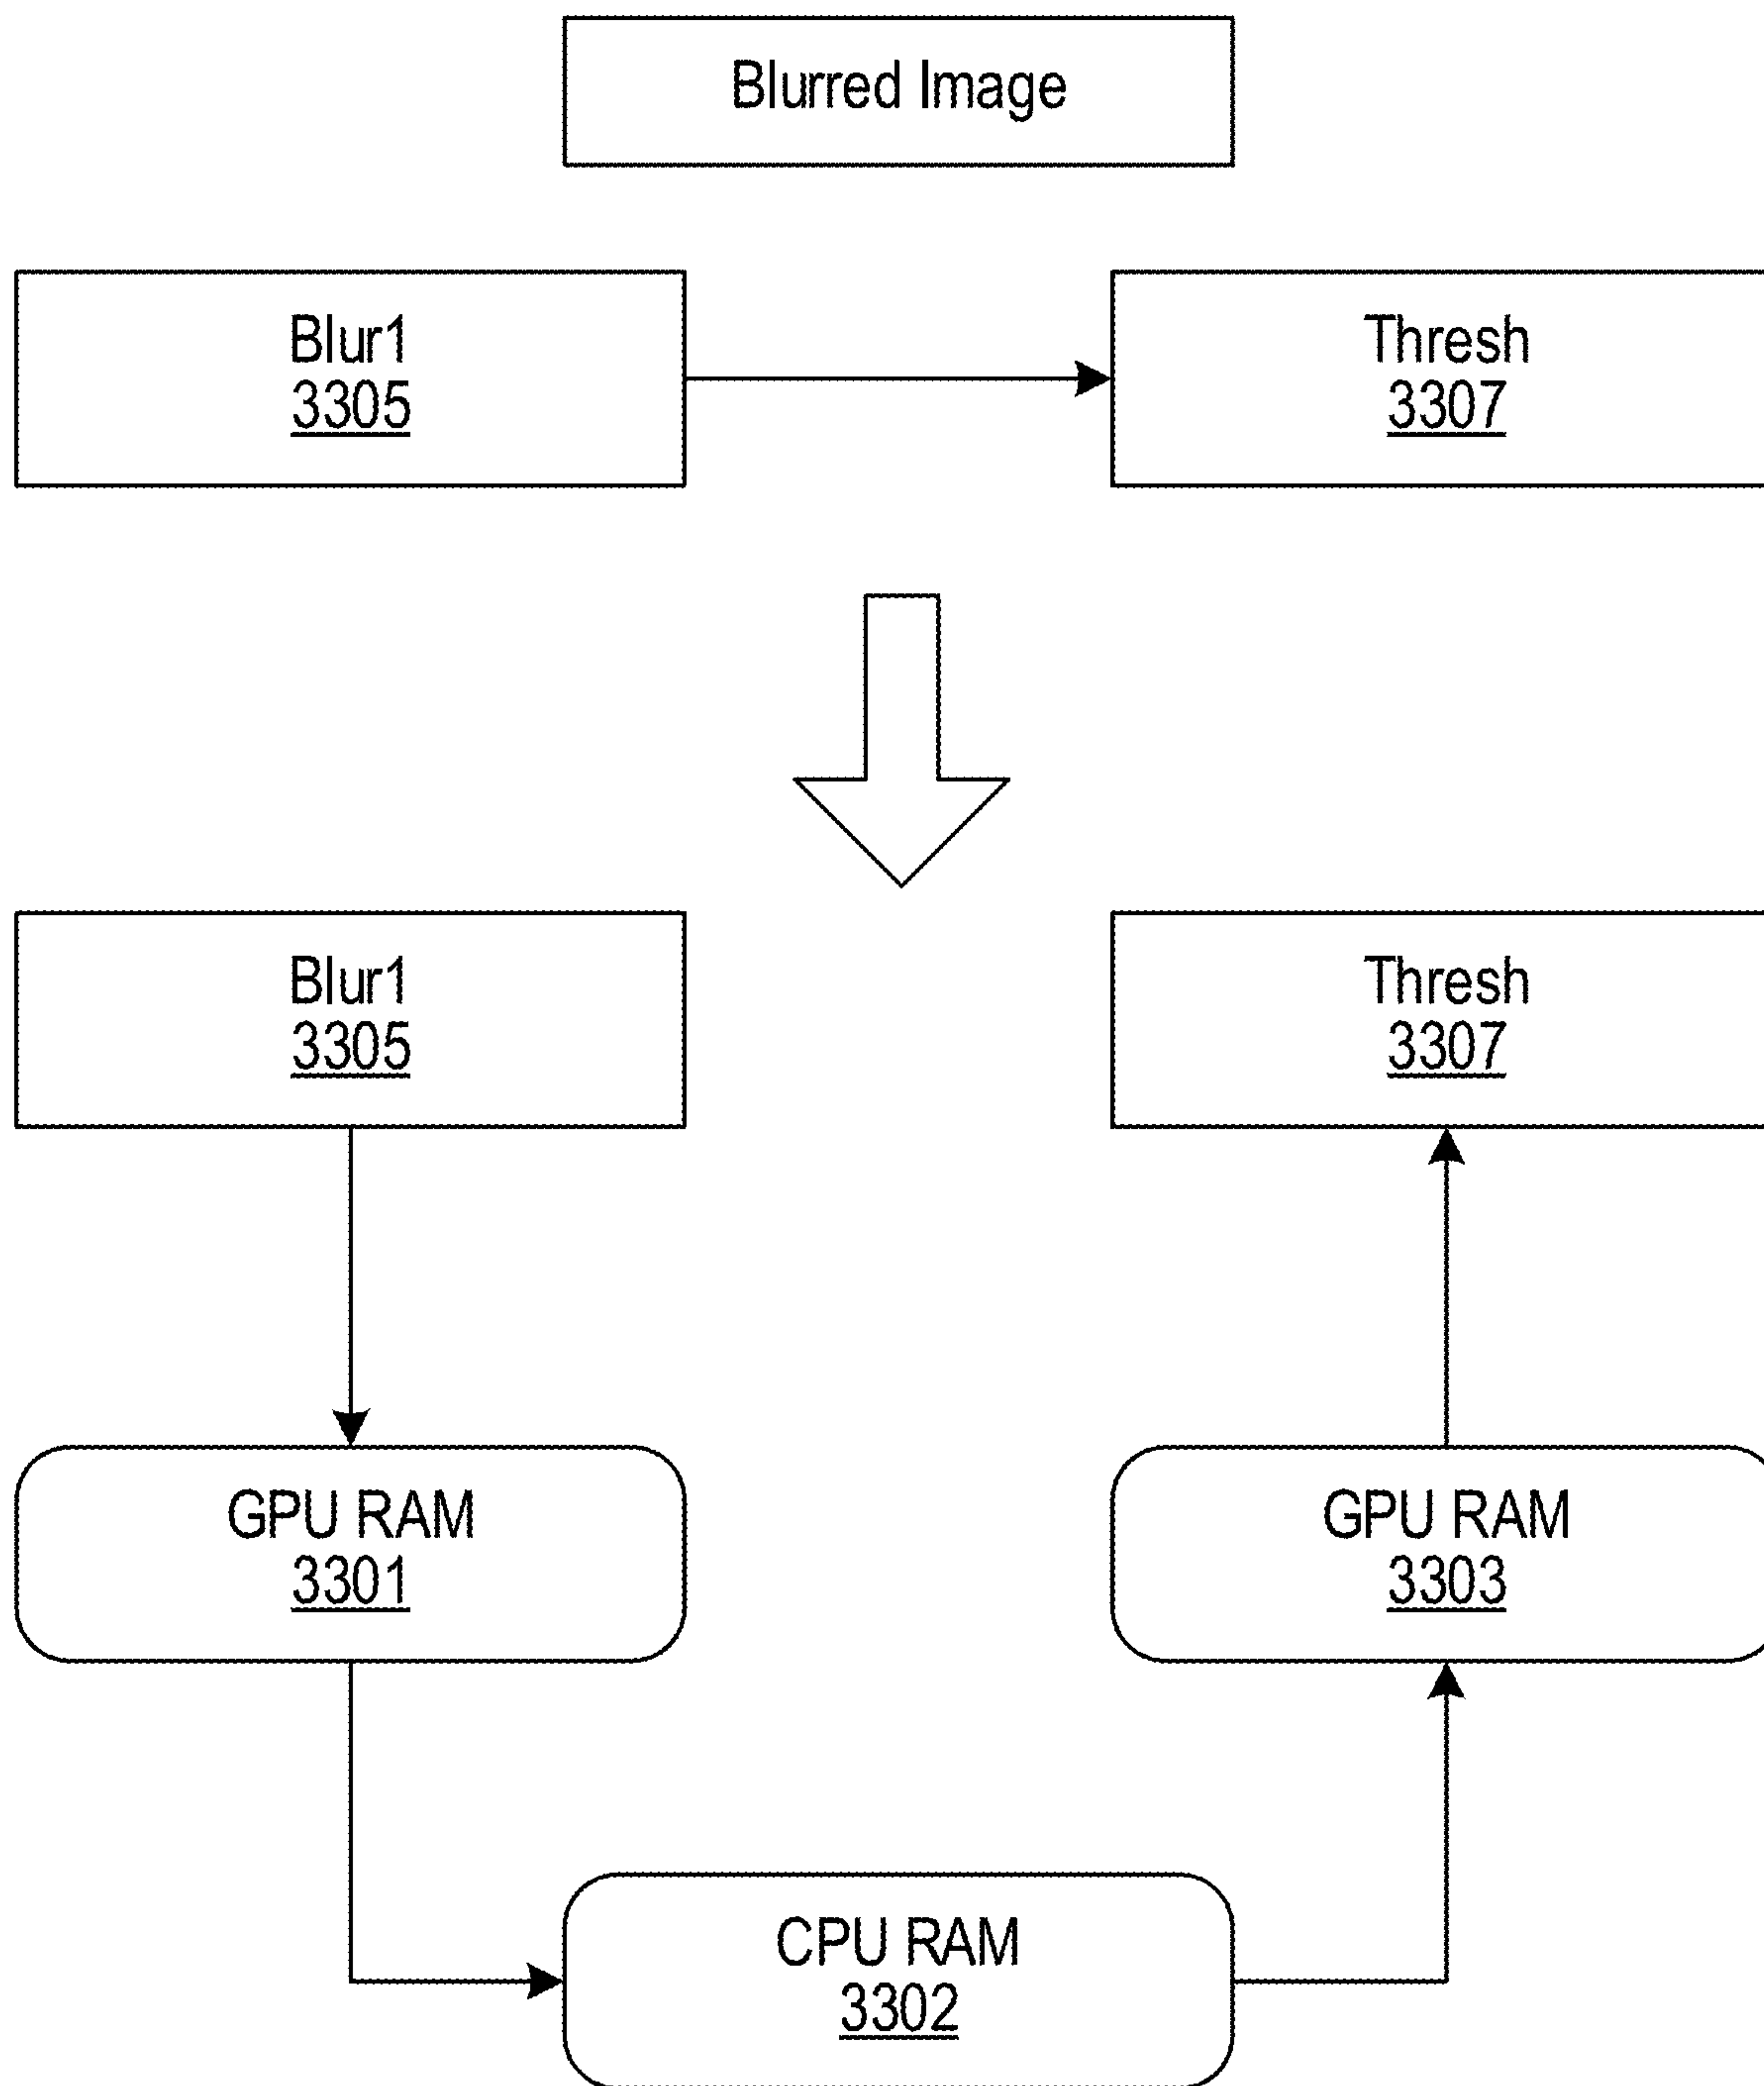 Blurred Image
Blur1
3305
Thresh
3307
Blur1
3305
Thresh
3307
GPU RAM
3301
GPU RAM
3303
CPU RAM
3302